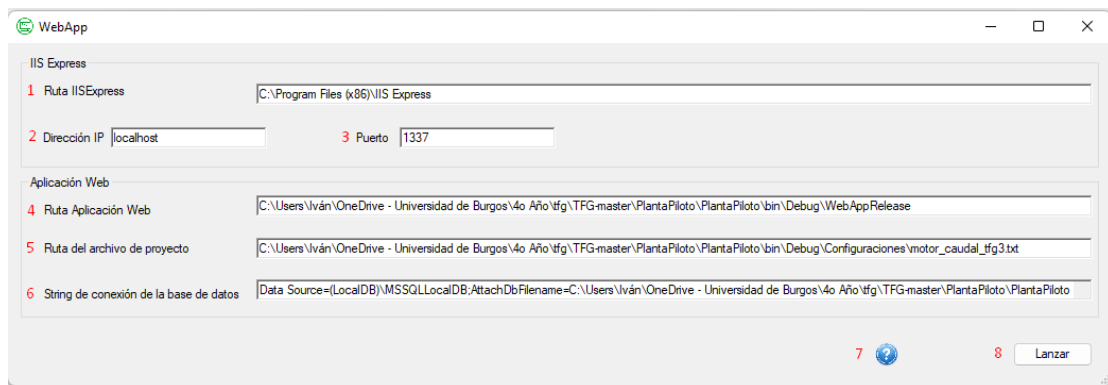 WebApp
IIS Express
1 Ruta IISExpress C:\Program Files (x86)\IIS Express
2 Dirección IP localhost 3 Puerto 1337
Aplicación Web
4 Ruta Aplicación Web C:\Users\Iván\OneDrive - Universidad de Burgos\4o Año\tfg\TFG-master\PlantaPiloto\PlantaPiloto\bin\Debug\WebAppRelease
5 Ruta del archivo de proyecto C:\Users\Iván\OneDrive - Universidad de Burgos\4o Año\tfg\TFG-master\PlantaPiloto\PlantaPiloto\bin\Debug\Configuraciones\motor_caudal_tfg3.txt
6 String de conexión de la base de datos Data Source=(LocalDB)\MSSQLLocalDB;AttachDbFilename=C:\Users\Iván\OneDrive - Universidad de Burgos\4o Año\tfg\TFG-master\PlantaPiloto\PlantaPiloto
7 ? 8 Lanzar